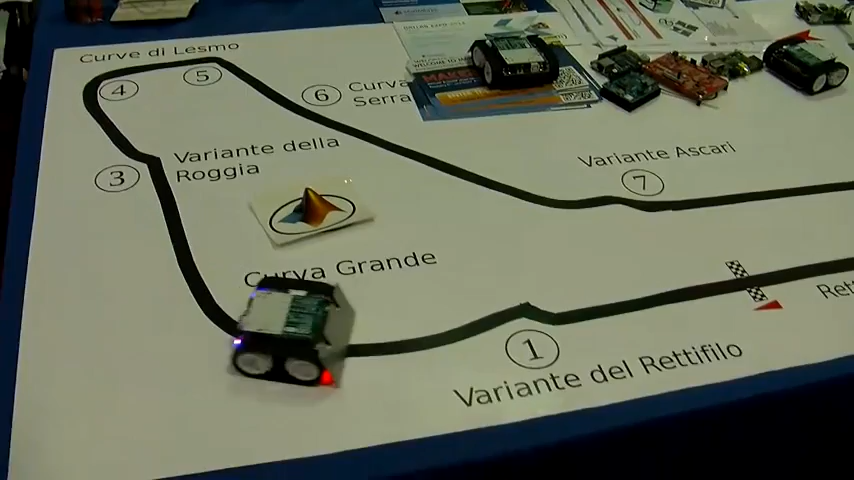 Curve di Lesmo
4
5
6
Curva
Serra
Variante della
Roggia
3
Variante Ascari
7
Curva Grande
1
Variante del Rettifilo